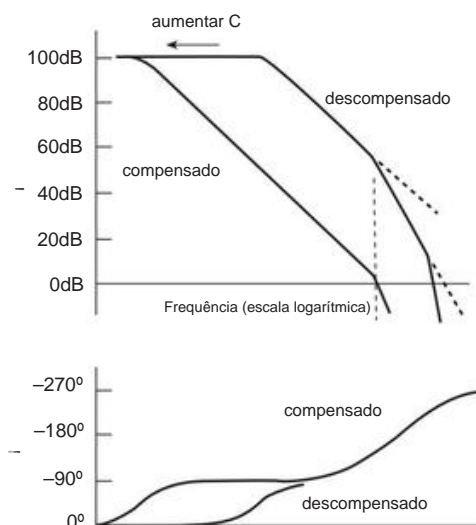 aumentar C
100dB
descompensado
80dB
60dB
compensado
40dB
20dB
0dB
Frequência (escala logarítmica)
–270º
compensado
–180º
–90º
descompensado
0º